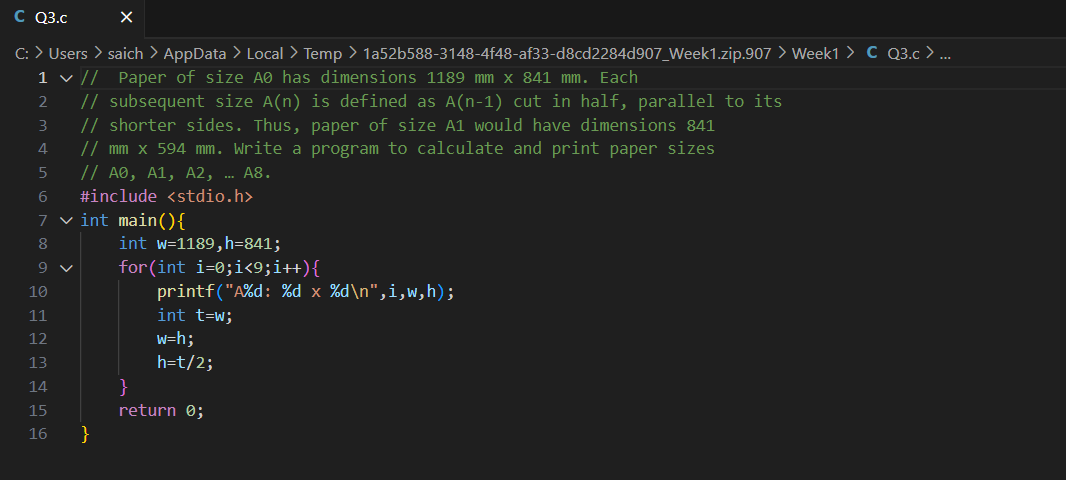 C Q3.c ×
C: > Users > saich > AppData > Local > Temp > 1a52b588-3148-4f48-af33-d8cd2284d907_Week1.zip.907 > Week1 > C Q3.c > ...
1 //  Paper of size A0 has dimensions 1189 mm x 841 mm. Each
2 // subsequent size A(n) is defined as A(n-1) cut in half, parallel to its
3 // shorter sides. Thus, paper of size A1 would have dimensions 841
4 // mm x 594 mm. Write a program to calculate and print paper sizes
5 // A0, A1, A2, … A8.
6 #include <stdio.h>
7 int main(){
8     int w=1189,h=841;
9     for(int i=0;i<9;i++){
10         printf("A%d: %d x %d\n",i,w,h);
11         int t=w;
12         w=h;
13         h=t/2;
14     }
15     return 0;
16 }